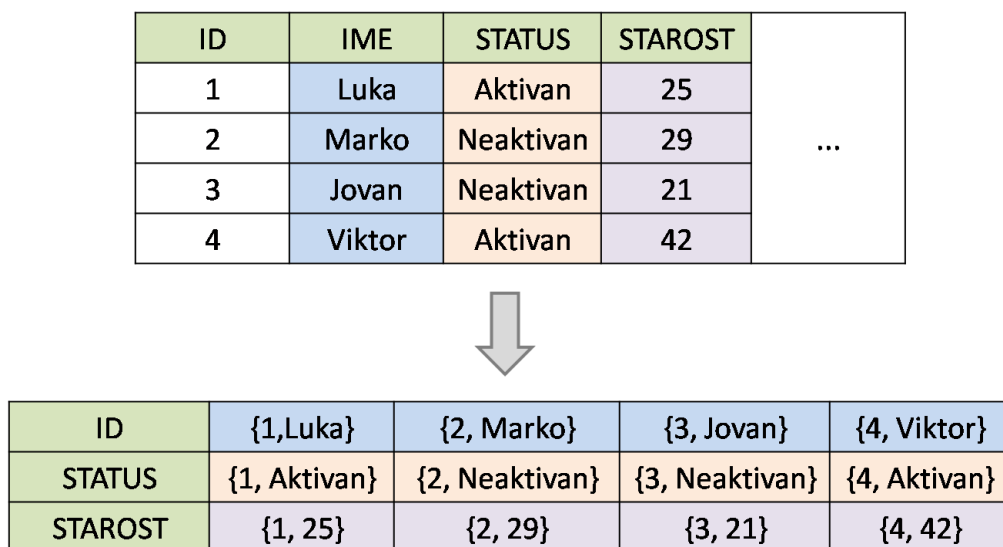 ID IME STATUS STAROST
1 Luka Aktivan 25
2 Marko Neaktivan 29 ...
3 Jovan Neaktivan 21
4 Viktor Aktivan 42
ID {1,Luka} {2, Marko} {3, Jovan} {4, Viktor}
STATUS {1, Aktivan} {2, Neaktivan} {3, Neaktivan} {4, Aktivan}
STAROST {1, 25} {2, 29} {3, 21} {4, 42}